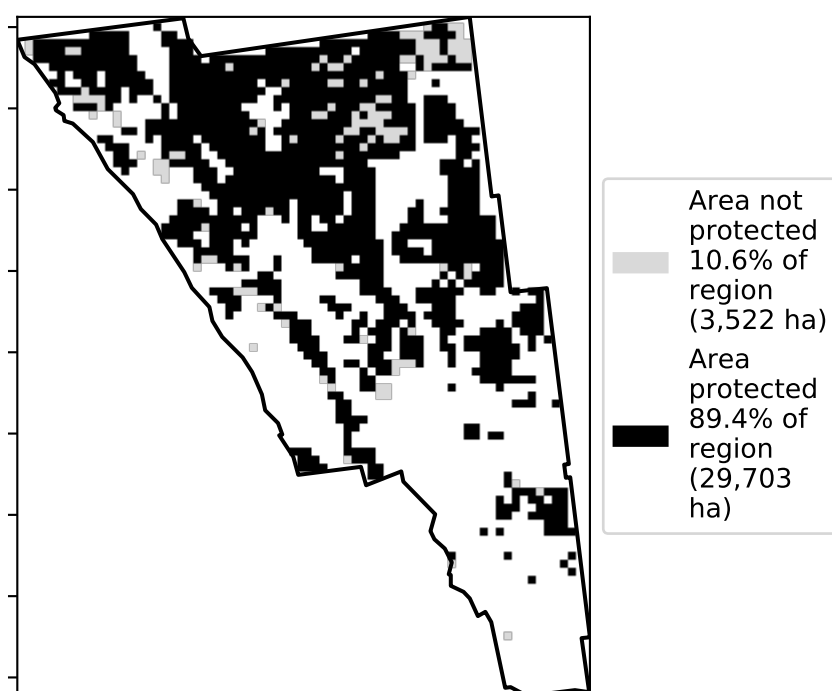 Area not
protected
10.6% of
region
(3,522 ha)
Area
protected
89.4% of
region
(29,703
ha)